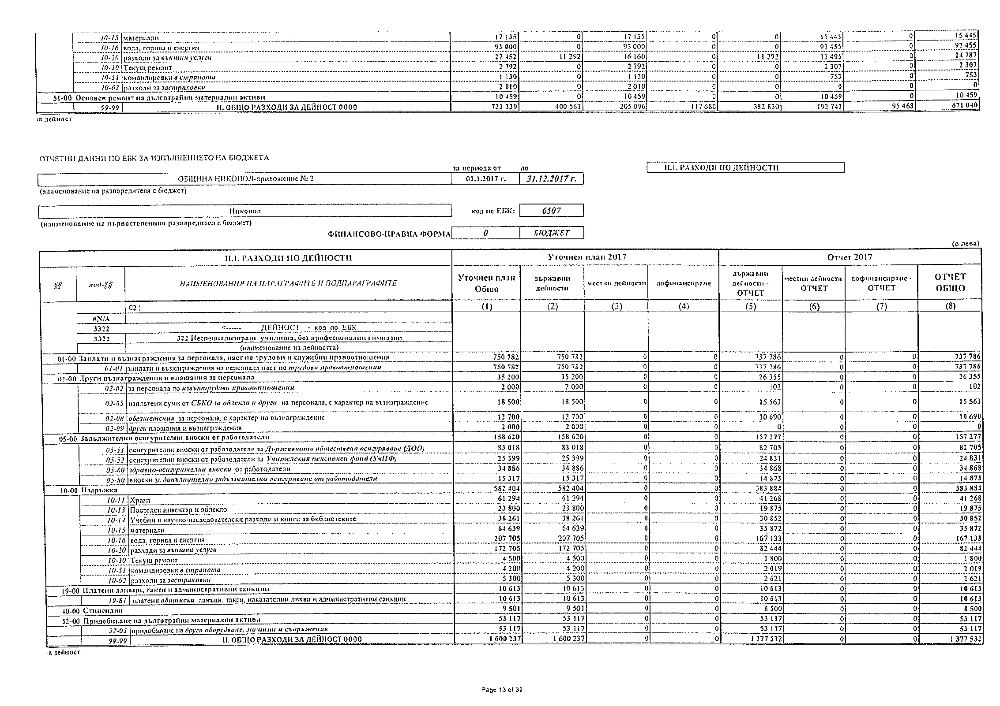 10-15 материали 17 135 0 17 135 0 0 15 445 0 15 445
10-16 вода, горива и енергия 93 000 0 93 000 0 0 92 455 0 92 455
10-20 разходи за външни услуги 27 452 11 292 16 160 0 11 292 13 495 0 24 787
10-30 Текущ ремонт 2 792 0 2 792 0 0 2 307 0 2 307
10-51 командировки в страната 1 130 0 1 130 0 0 753 0 753
10-62 разходи за застраховки 2 010 0 2 010 0 0 0 0 0
51-00 Основен ремонт на дълготрайни материални активи 10 459 0 10 459 0 0 10 459 0 10 459
99-99 II. ОБЩО РАЗХОДИ ЗА ДЕЙНОСТ 0000 723 339 400 563 205 096 117 680 382 830 192 742 95 468 671 040
за дейност
ОТЧЕТНИ ДАННИ ПО ЕБК ЗА ИЗПЪЛНЕНИЕТО НА БЮДЖЕТА
за периода от до II.1. РАЗХОДИ ПО ДЕЙНОСТИ
ОБЩИНА НИКОПОЛ-приложение № 2 01.1.2017 г. 31.12.2017 г.
(наименование на разпоредителя с бюджет)
Никопол код по ЕБК: 6507
(наименование на първостепенния разпоредител с бюджет)
ФИНАНСОВО-ПРАВНА ФОРМА 0 БЮДЖЕТ
(в лева)
II.1. РАЗХОДИ ПО ДЕЙНОСТИ Уточнен план 2017 Отчет 2017
§§ под-§§ НАИМЕНОВАНИЯ НА ПАРАГРАФИТЕ И ПОДПАРАГРАФИТЕ Уточнен план Общо държавни дейности местни дейности дофинансиране държавни дейности - ОТЧЕТ местни дейности ОТЧЕТ дофинансиране - ОТЧЕТ ОТЧЕТ ОБЩО
02 (1) (2) (3) (4) (5) (6) (7) (8)
#N/A
3322 <------ ДЕЙНОСТ - код по ЕБК
3322 322 Неспециализирани училища, без професионални гимназии
(наименование на дейността)
01-00 Заплати и възнаграждения за персонала, нает по трудови и служебни правоотношения 750 782 750 782 0 0 737 786 0 0 737 786
01-01 заплати и възнаграждения на персонала нает по трудови правоотношения 750 782 750 782 0 0 737 786 0 0 737 786
02-00 Други възнаграждения и плащания за персонала 35 200 35 200 0 0 26 355 0 0 26 355
02-02 за персонала по извънтрудови правоотношения 2 000 2 000 0 0 102 0 0 102
02-05 изплатени суми от СБКО за облекло и други на персонала, с характер на възнаграждение 18 500 18 500 0 0 15 563 0 0 15 563
02-08 обезщетения за персонала, с характер на възнаграждение 12 700 12 700 0 0 10 690 0 0 10 690
02-09 други плащания и възнаграждения 2 000 2 000 0 0 0 0 0 0
05-00 Задължителни осигурителни вноски от работодатели 158 620 158 620 0 0 157 277 0 0 157 277
05-51 осигурителни вноски от работодатели за Държавното обществено осигуряване (ДОО) 83 018 83 018 0 0 82 705 0 0 82 705
05-52 осигурителни вноски от работодатели за Учителския пенсионен фонд (УчПФ) 25 399 25 399 0 0 24 831 0 0 24 831
05-60 здравно-осигурителни вноски от работодатели 34 886 34 886 0 0 34 868 0 0 34 868
05-80 вноски за допълнително задължително осигуряване от работодатели 15 317 15 317 0 0 14 873 0 0 14 873
10-00 Издръжка 582 404 582 404 0 0 383 884 0 0 383 884
10-11 Храна 61 294 61 294 0 0 41 268 0 0 41 268
10-13 Постелен инвентар и облекло 23 800 23 800 0 0 19 875 0 0 19 875
10-14 Учебни и научно-изследователски разходи и книги за библиотеките 38 261 38 261 0 0 30 852 0 0 30 852
10-15 материали 64 639 64 639 0 0 35 872 0 0 35 872
10-16 вода, горива и енергия 207 705 207 705 0 0 167 133 0 0 167 133
10-20 разходи за външни услуги 172 705 172 705 0 0 82 444 0 0 82 444
10-30 Текущ ремонт 4 500 4 500 0 0 1 800 0 0 1 800
10-51 командировки в страната 4 200 4 200 0 0 2 019 0 0 2 019
10-62 разходи за застраховки 5 300 5 300 0 0 2 621 0 0 2 621
19-00 Платени данъци, такси и административни санкции 10 613 10 613 0 0 10 613 0 0 10 613
19-81 платени общински данъци, такси, наказателни лихви и административни санкции 10 613 10 613 0 0 10 613 0 0 10 613
40-00 Стипендии 9 501 9 501 0 0 8 500 0 0 8 500
52-00 Придобиване на дълготрайни материални активи 53 117 53 117 0 0 53 117 0 0 53 117
52-03 придобиване на друго оборудване, машини и съоръжения 53 117 53 117 0 0 53 117 0 0 53 117
99-99 II. ОБЩО РАЗХОДИ ЗА ДЕЙНОСТ 0000 1 600 237 1 600 237 0 0 1 377 532 0 0 1 377 532
за дейност
Page 13 of 32